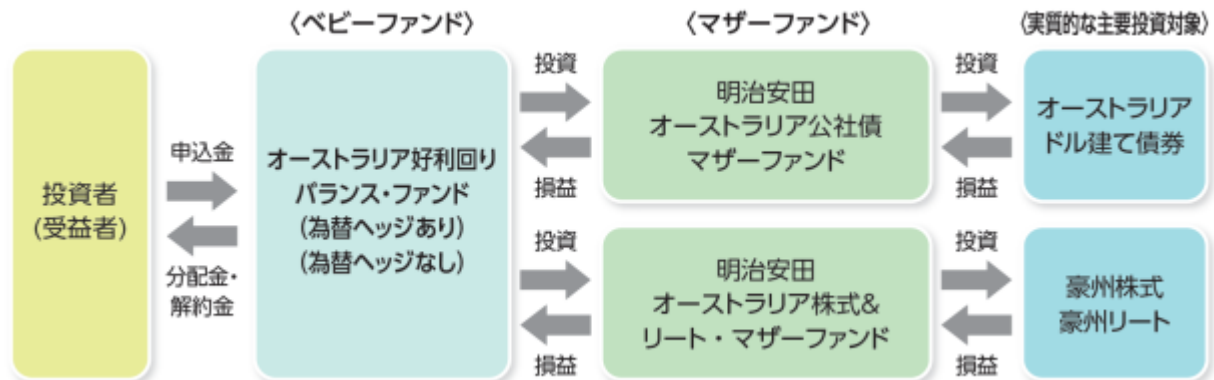 〈ベビーファンド〉
〈マザーファンド〉
〈実質的な主要投資対象〉
投資者
(受益者)
申込金
分配金・
解約金
オーストラリア好利回り
バランス・ファンド
(為替ヘッジあり)
(為替ヘッジなし)
投資
損益
明治安田
オーストラリア公社債
マザーファンド
投資
損益
オーストラリア
ドル建て債券
投資
損益
明治安田
オーストラリア株式&
リート・マザーファンド
投資
損益
豪州株式
豪州リート